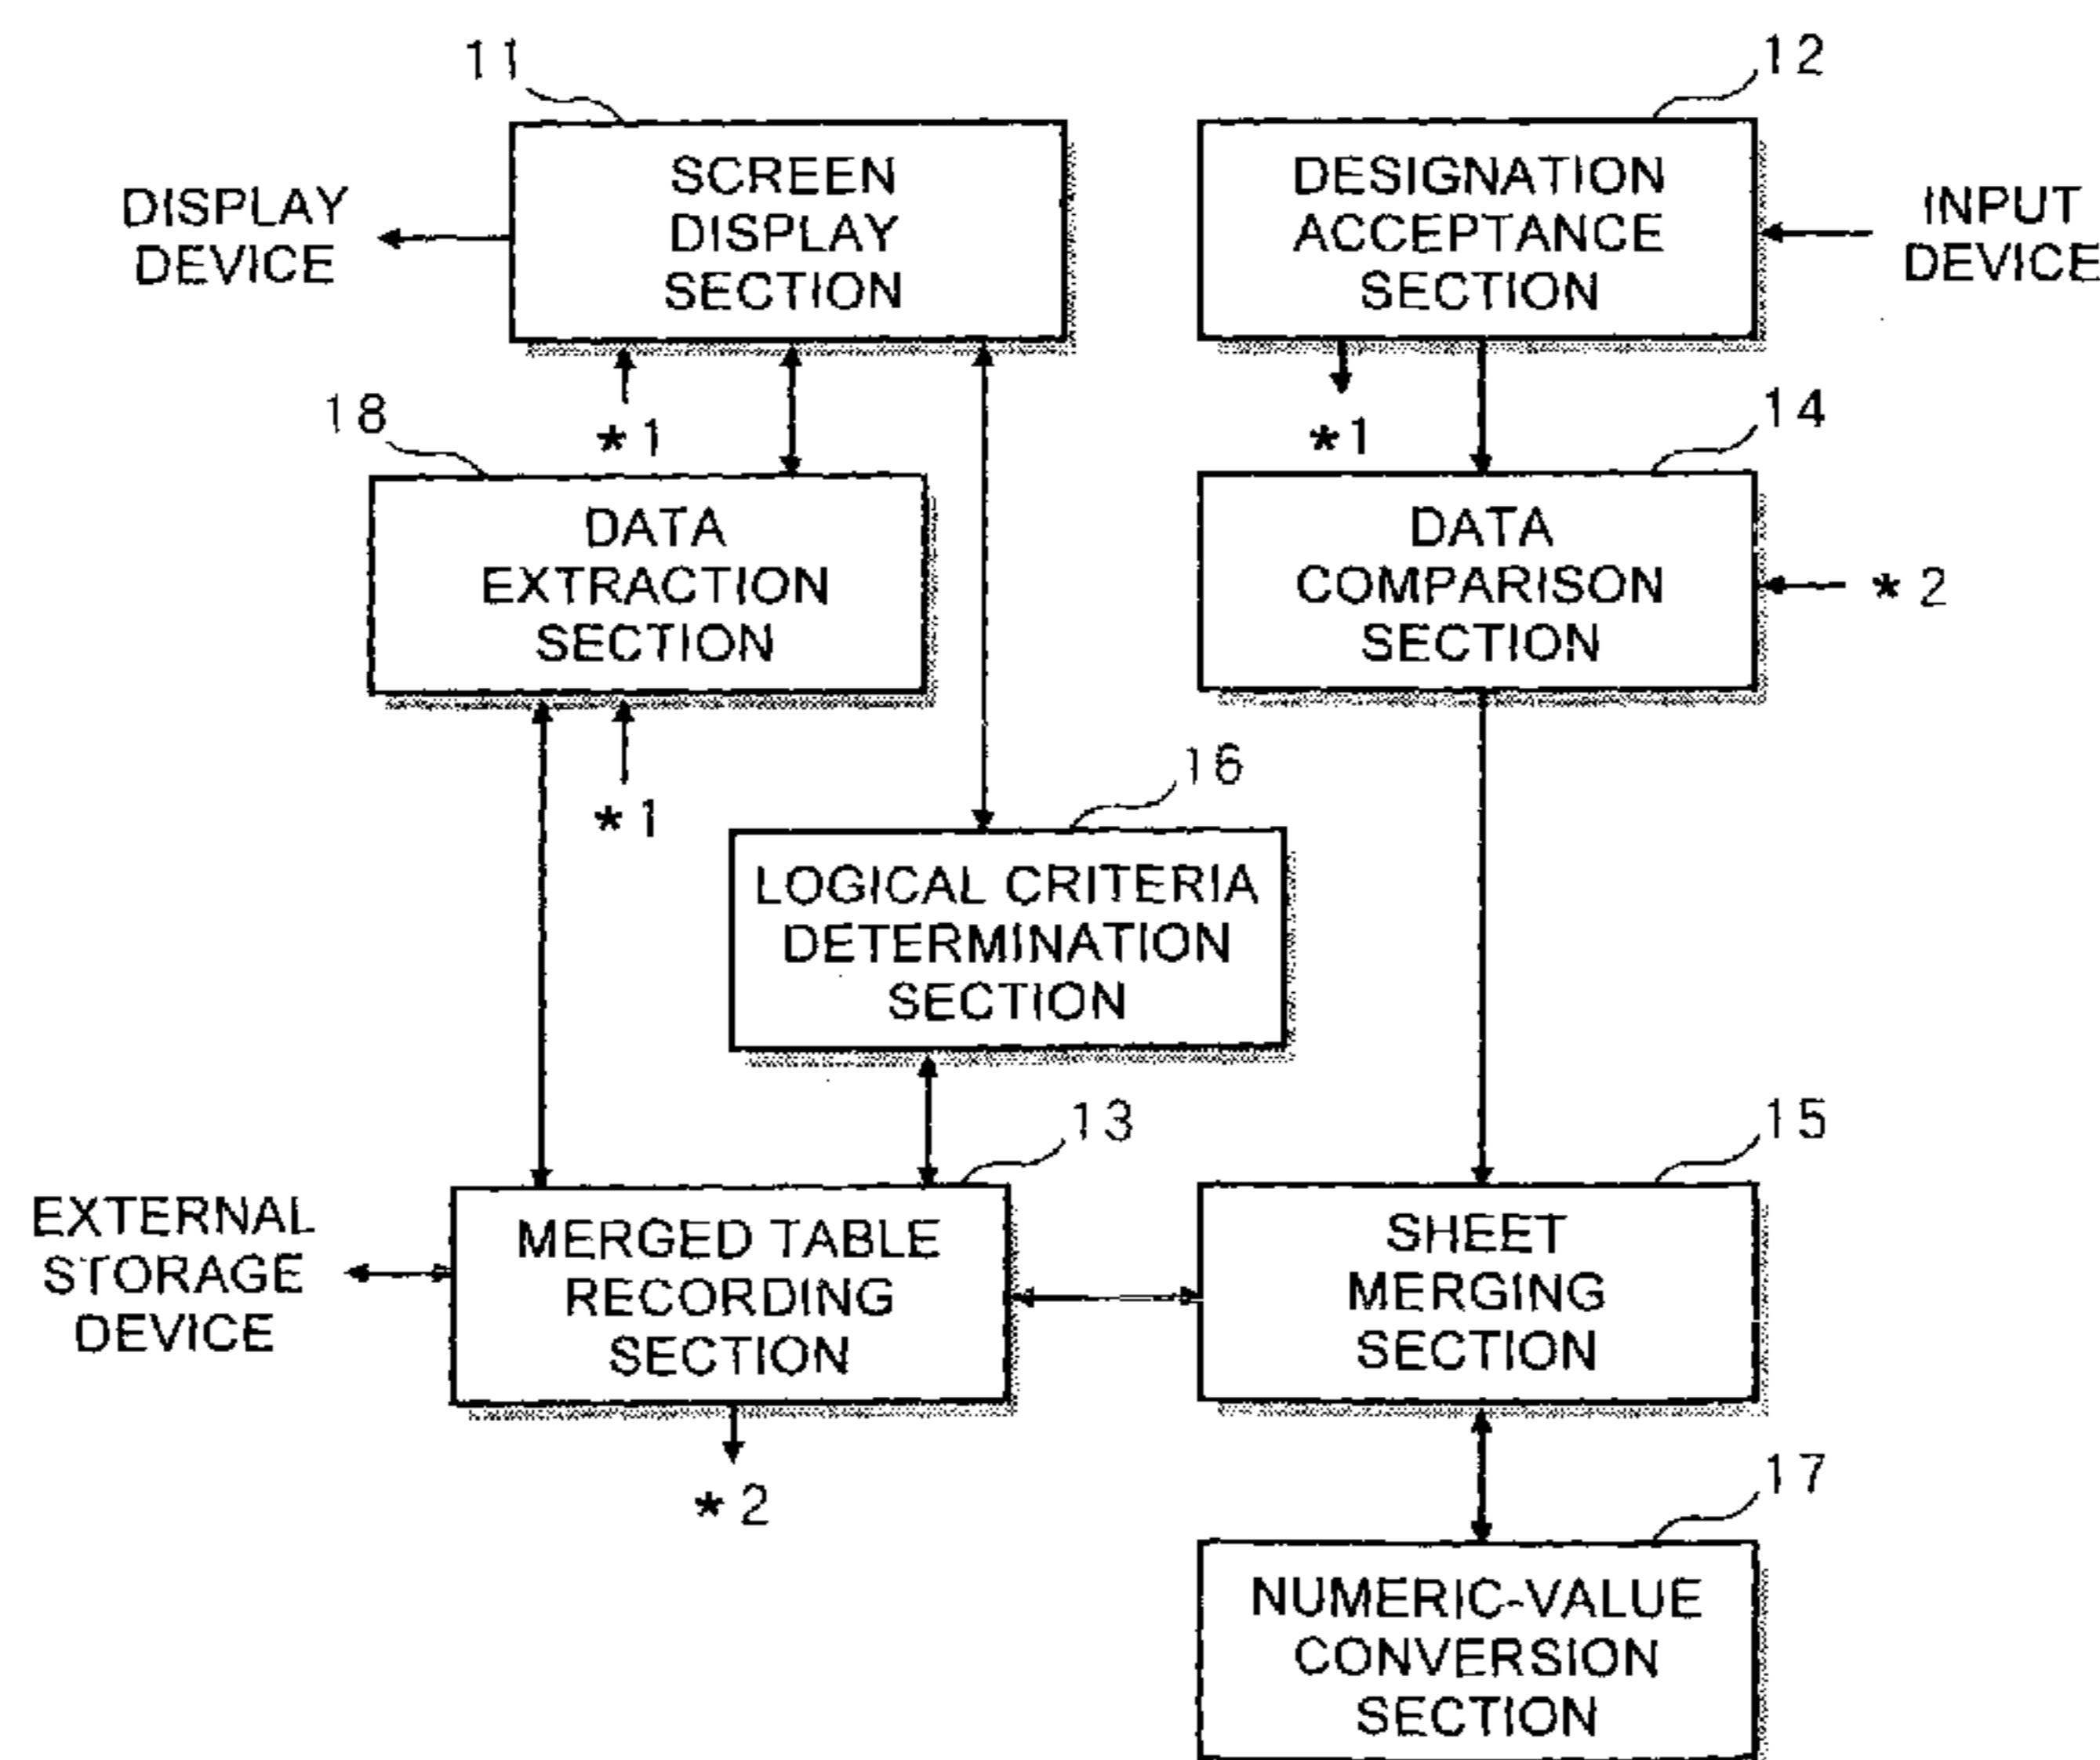 11
12
SCREEN
DISPLAY
SECTION
DESIGNATION
ACCEPTANCE
SECTION
DISPLAY
DEVICE
INPUT
DEVICE
18
*1
*1
14
DATA
EXTRACTION
SECTION
DATA
COMPARISON
SECTION
*2
*1
16
LOGICAL CRITERIA
DETERMINATION
SECTION
13
15
EXTERNAL
STORAGE
DEVICE
MERGED TABLE
RECORDING
SECTION
SHEET
MERGING
SECTION
*2
17
NUMERIC-VALUE
CONVERSION
SECTION